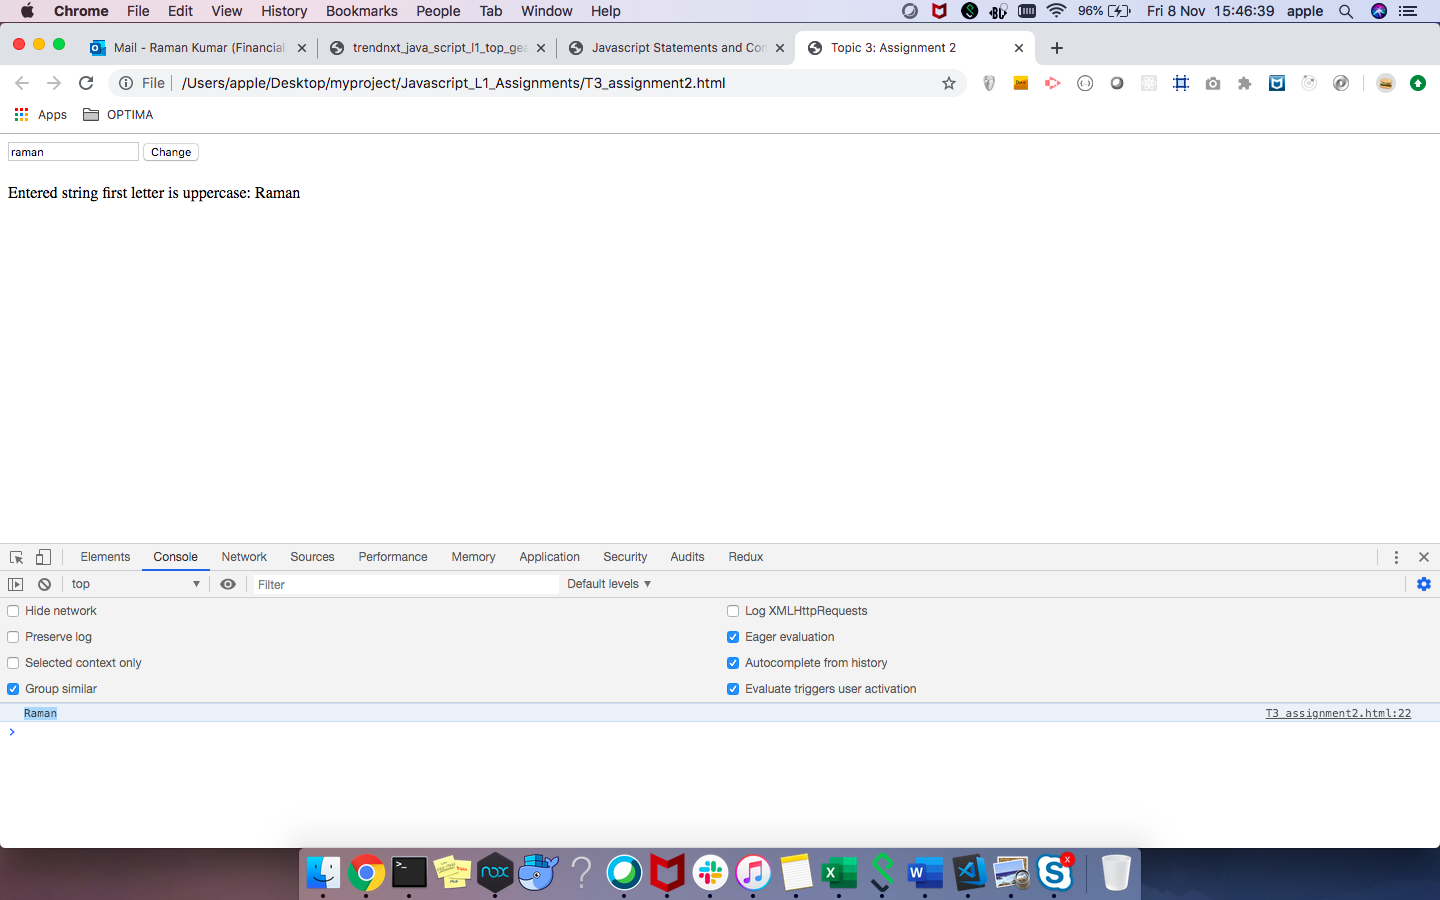 Chrome File Edit View History Bookmarks People Tab Window Help 96% Fri 8 Nov 15:46:39 apple
Mail - Raman Kumar (Financial trendnxt_java_script_l1_top_gea Javascript Statements and Con Topic 3: Assignment 2
File /Users/apple/Desktop/myproject/Javascript_L1_Assignments/T3_assignment2.html
Apps OPTIMA
raman Change
Entered string first letter is uppercase: Raman
Elements Console Network Sources Performance Memory Application Security Audits Redux
top Filter Default levels
Hide network Log XMLHttpRequests
Preserve log Eager evaluation
Selected context only Autocomplete from history
Group similar Evaluate triggers user activation
Raman T3_assignment2.html:22